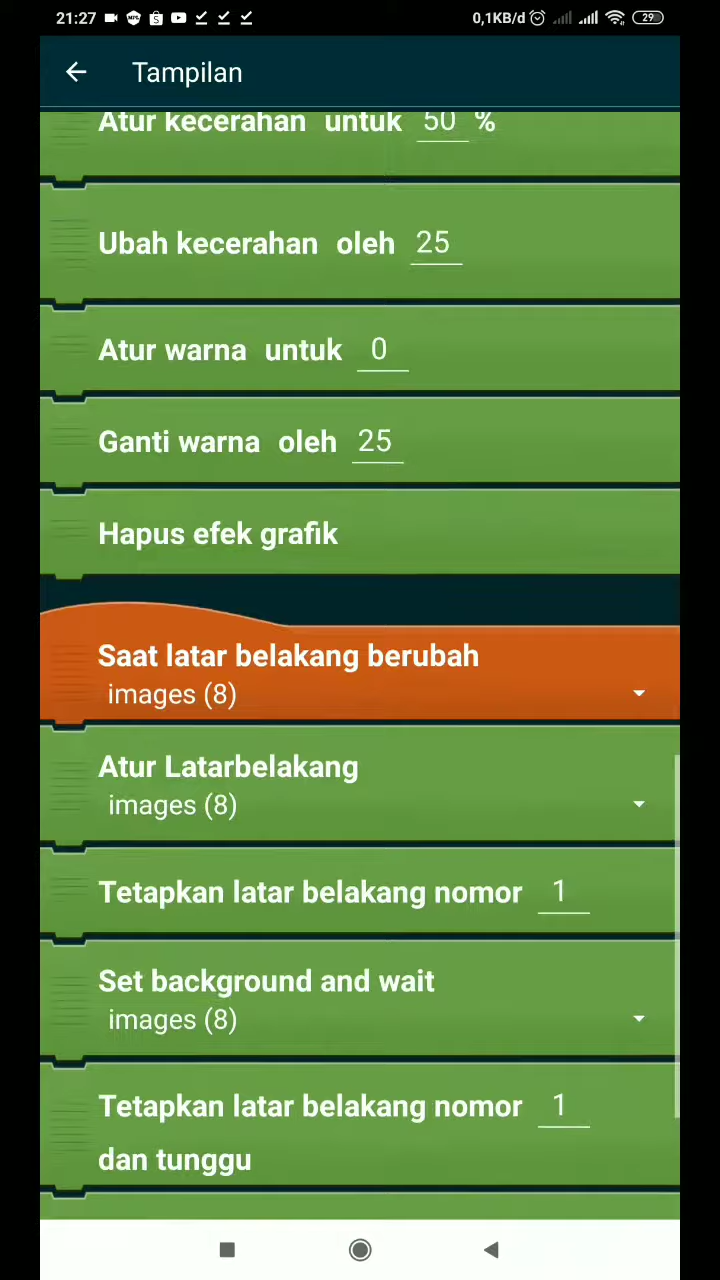 21:27 0,1KB/d 29
Tampilan
Atur kecerahan untuk 50 %
Ubah kecerahan oleh 25
Atur warna untuk 0
Ganti warna oleh 25
Hapus efek grafik
Saat latar belakang berubah
images (8)
Atur Latarbelakang
images (8)
Tetapkan latar belakang nomor 1
Set background and wait
images (8)
Tetapkan latar belakang nomor 1
dan tunggu